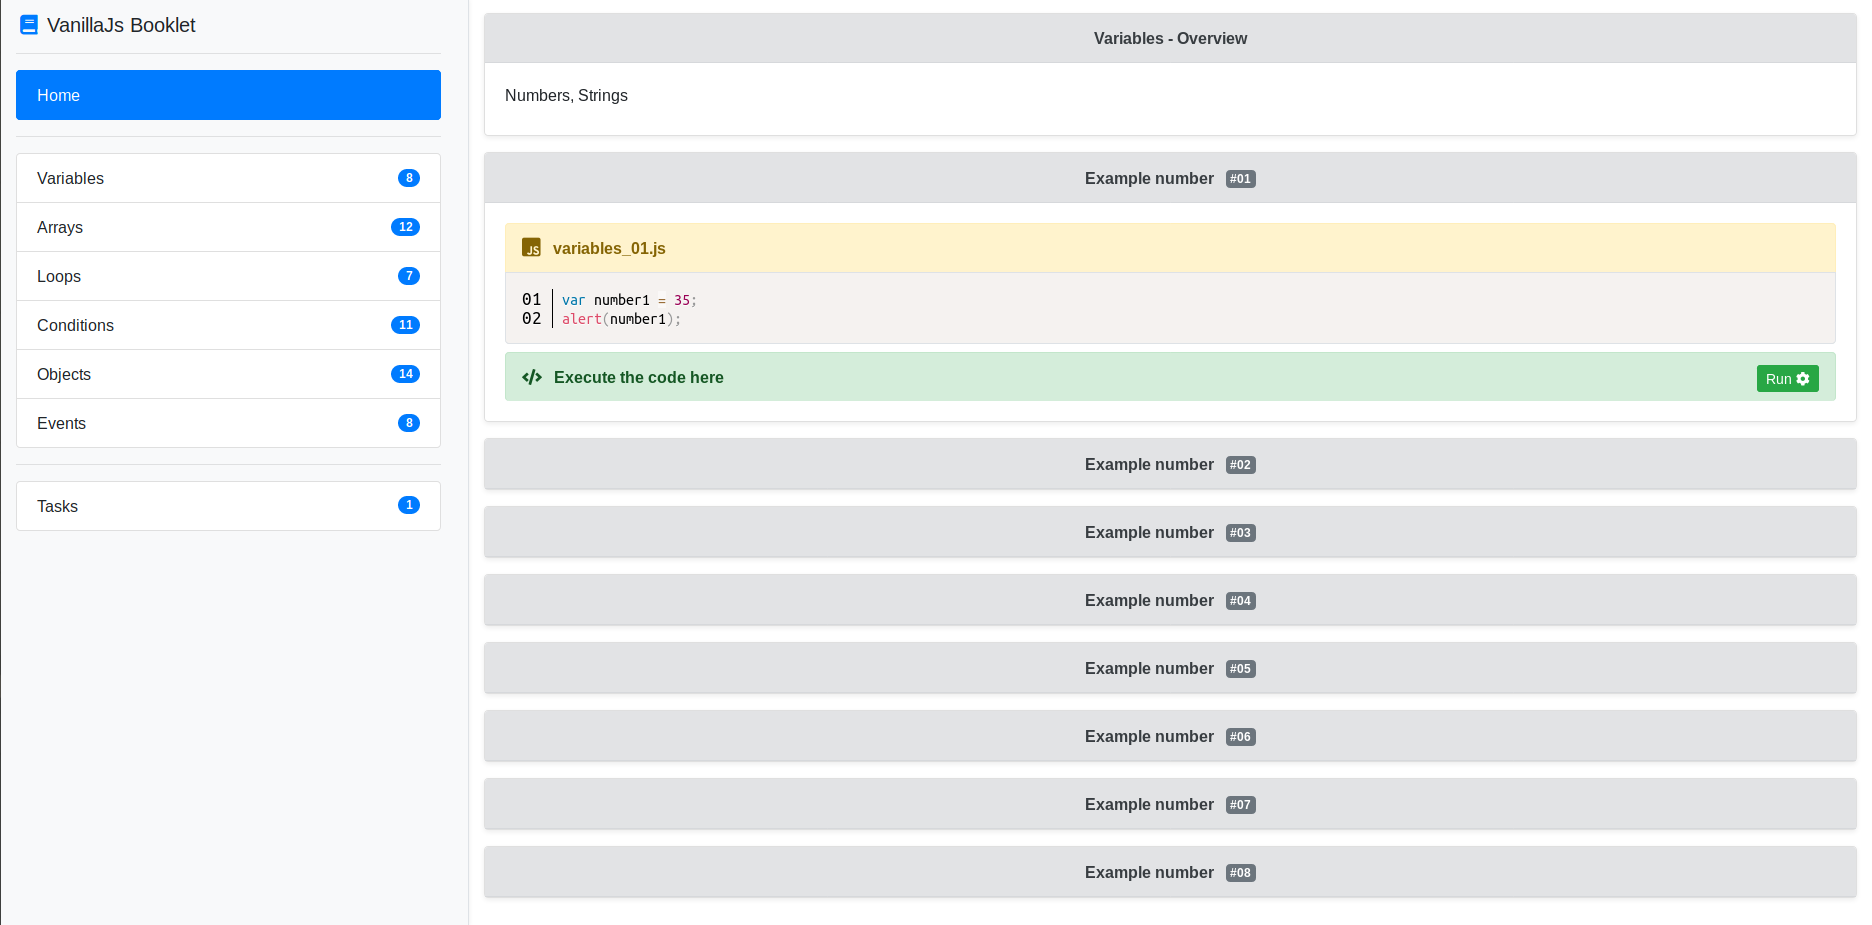 VanillaJs Booklet
Home
Variables 8
Arrays 12
Loops 7
Conditions 11
Objects 14
Events 8
Tasks 1
Variables - Overview
Numbers, Strings
Example number #01
JS variables_01.js
01 var number1 = 35;
02 alert(number1);
</> Execute the code here Run
Example number #02
Example number #03
Example number #04
Example number #05
Example number #06
Example number #07
Example number #08